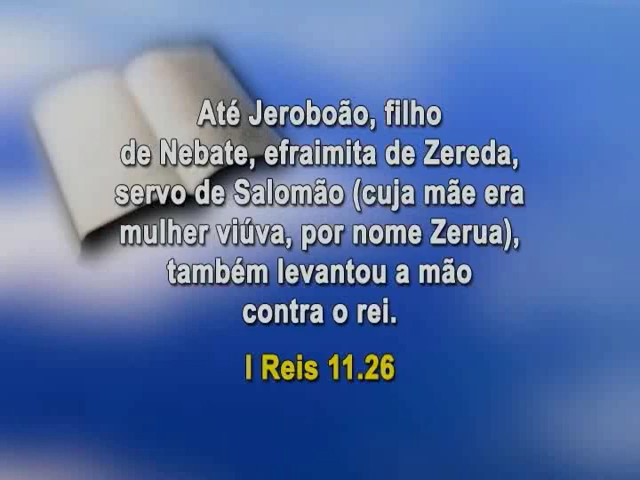 Até Jeroboão, filho
de Nebate, efraimita de Zereda,
servo de Salomão (cuja mãe era
mulher viúva, por nome Zerua),
também levantou a mão
contra o rei.
I Reis 11.26